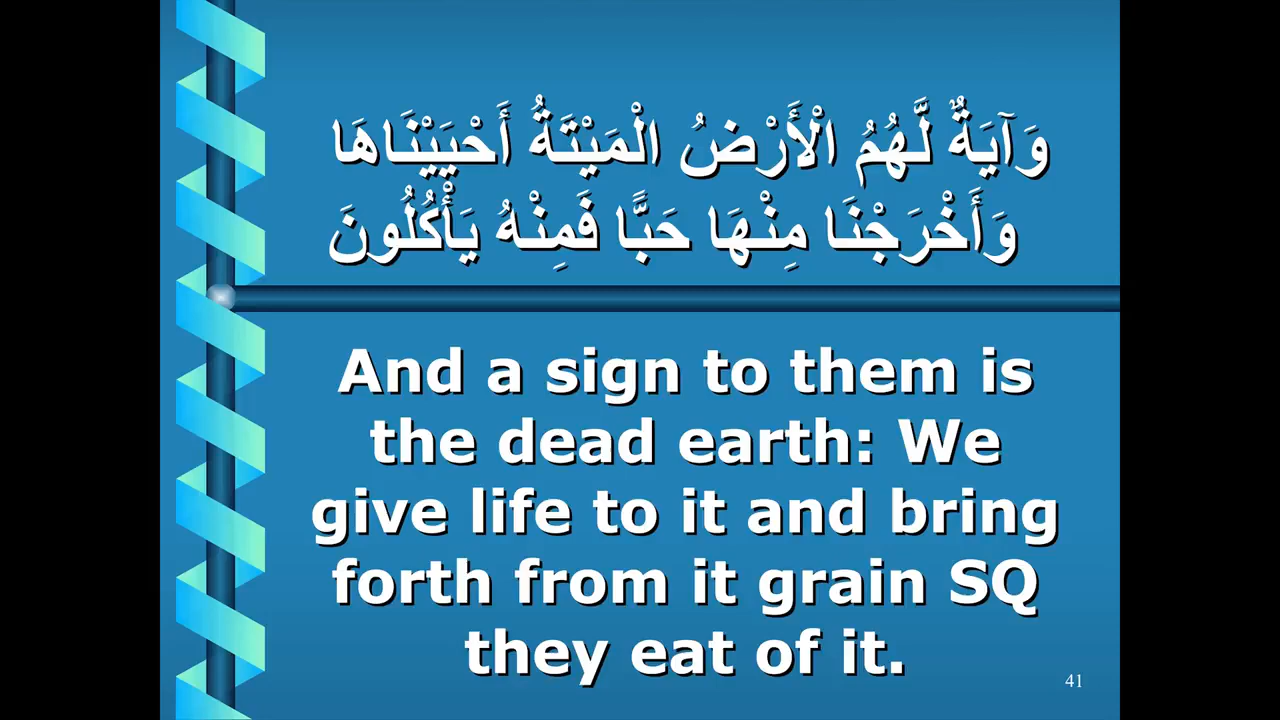 وَآيَةٌ لَّهُمُ الْأَرْضُ الْمَيْتَةُ أَحْيَيْنَاهَا
وَأَخْرَجْنَا مِنْهَا حَبًّا فَمِنْهُ يَأْكُلُونَ
And a sign to them is
the dead earth: We
give life to it and bring
forth from it grain SQ
they eat of it.
41